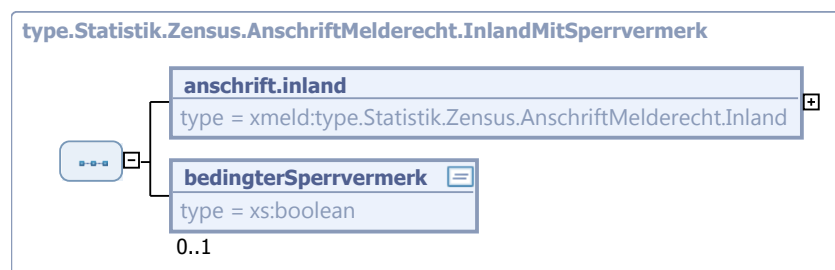 type.Statistik.Zensus.AnschriftMelderecht.InlandMitSperrvermerk
anschrift.inland
type = xmeld:type.Statistik.Zensus.AnschriftMelderecht.Inland
bedingterSperrvermerk
type = xs:boolean
0..1